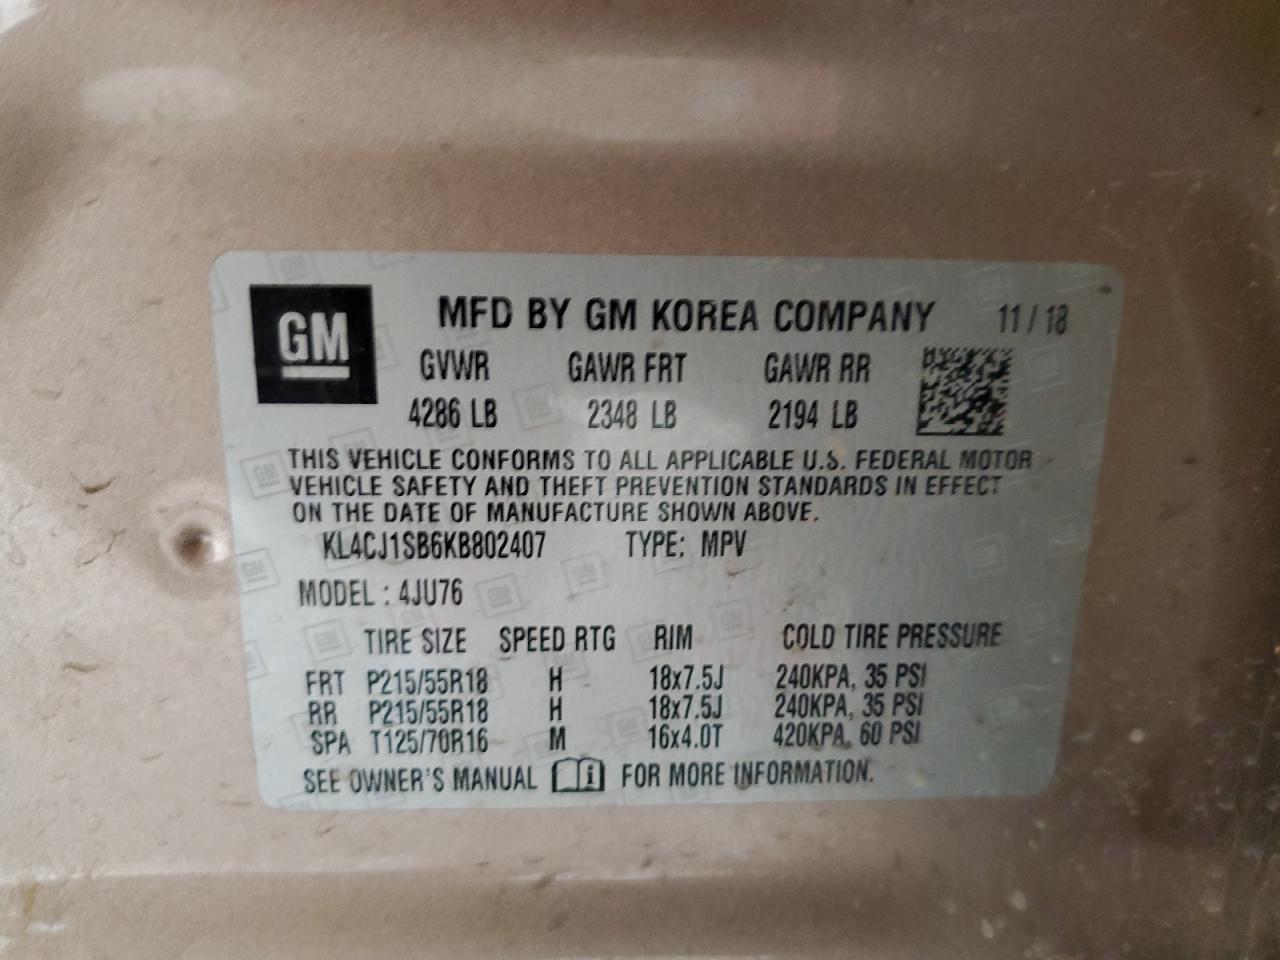 GM
MFD BY GM KOREA COMPANY 11/18
GVWR GAWR FRT GAWR RR
4286 LB 2348 LB 2194 LB
THIS VEHICLE CONFORMS TO ALL APPLICABLE U.S. FEDERAL MOTOR
VEHICLE SAFETY AND THEFT PREVENTION STANDARDS IN EFFECT
ON THE DATE OF MANUFACTURE SHOWN ABOVE.
KL4CJ1SB6KB802407 TYPE: MPV
MODEL : 4JU76
TIRE SIZE SPEED RTG RIM COLD TIRE PRESSURE
FRT P215/55R18 H 18x7.5J 240KPA, 35 PSI
RR P215/55R18 H 18x7.5J 240KPA, 35 PSI
SPA T125/70R16 M 16x4.0T 420KPA, 60 PSI
SEE OWNER'S MANUAL FOR MORE INFORMATION.